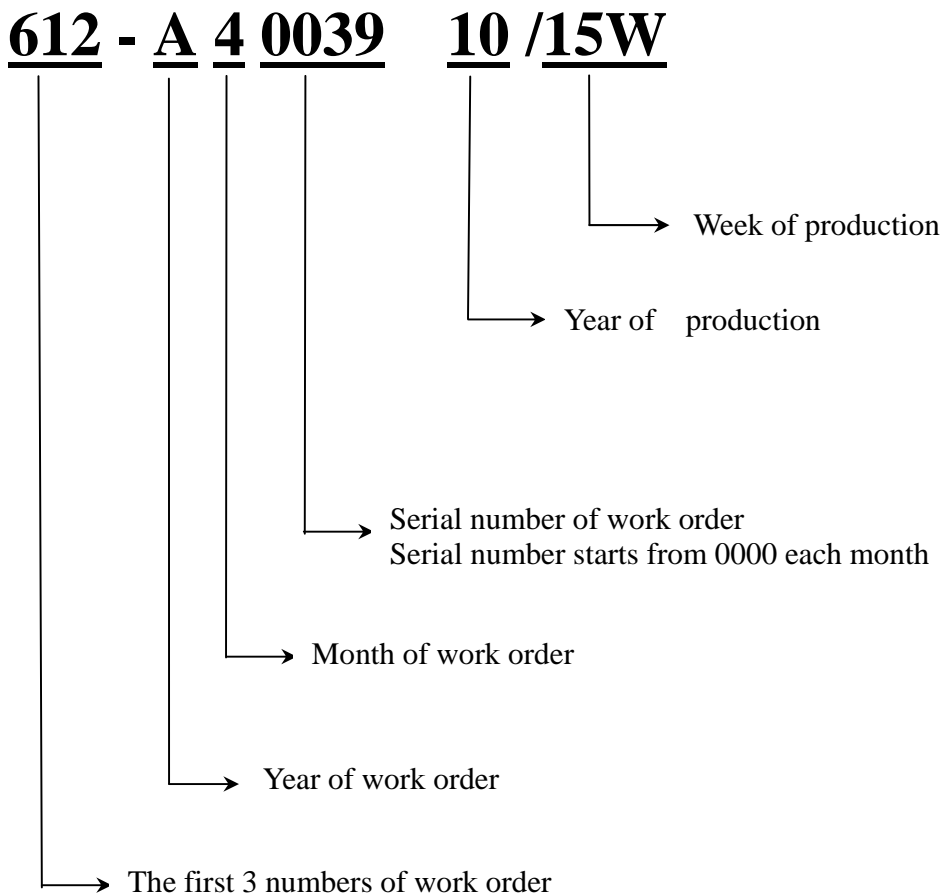 612 - A 4 0039 10 /15W
Week of production
Year of production
Serial number of work order
Serial number starts from 0000 each month
Month of work order
Year of work order
The first 3 numbers of work order